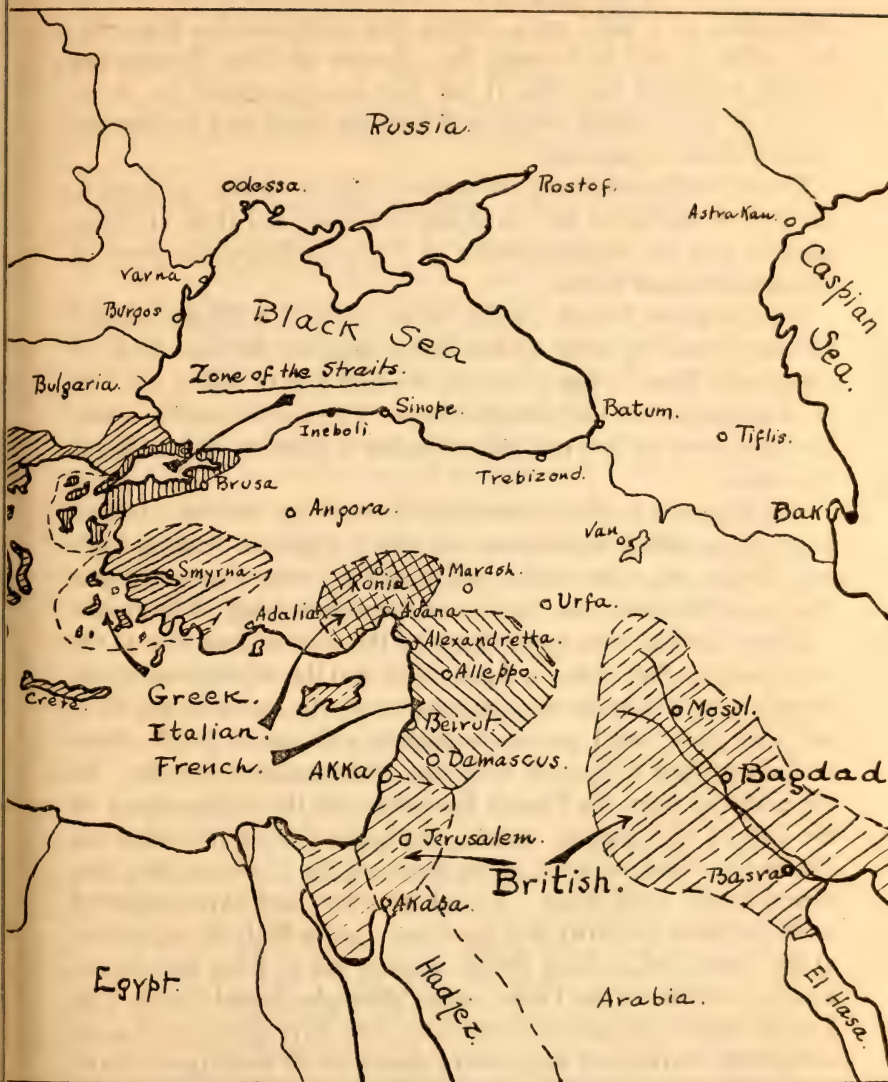 Russia.
Odessa.
Rostof.
AstraKan.
Caspian
Sea.
Varna
Burgos
Black Sea
Bulgaria.
Zone of the Straits.
Ineboli
Sinope.
Batum.
Tiflis.
Trebizond.
Brusa
Angora.
Baku
Van
Smyrna.
Konia
Marash.
Adalia
Adana
Urfa.
Alexandretta.
Alleppo.
Crete.
Greek.
Italian.
French.
Beirut.
Mosul.
AKKa
Damascus.
Bagdad
Jerusalem.
British.
Basra
AKaba.
Egypt.
Hadjez.
Arabia.
El Hasa.